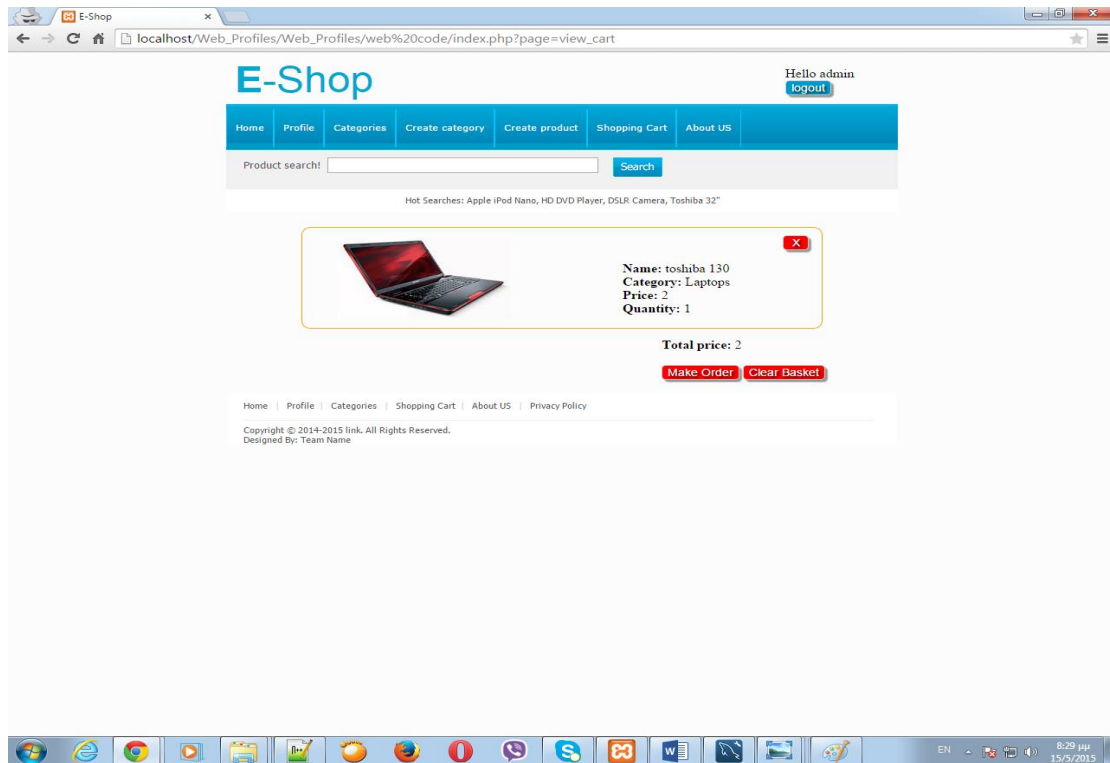 E-Shop
localhost/Web_Profiles/Web_Profiles/web%20code/index.php?page=view_cart
E-Shop
Hello admin
logout
Home Profile Categories Create category Create product Shopping Cart About US
Product search! Search
Hot Searches: Apple iPod Nano, HD DVD Player, DSLR Camera, Toshiba 32"
X
Name: toshiba 130
Category: Laptops
Price: 2
Quantity: 1
Total price: 2
Make Order Clear Basket
Home | Profile | Categories | Shopping Cart | About US | Privacy Policy
Copyright © 2014-2015 link. All Rights Reserved.
Designed By: Team Name
EN
8:29 μμ
15/5/2015